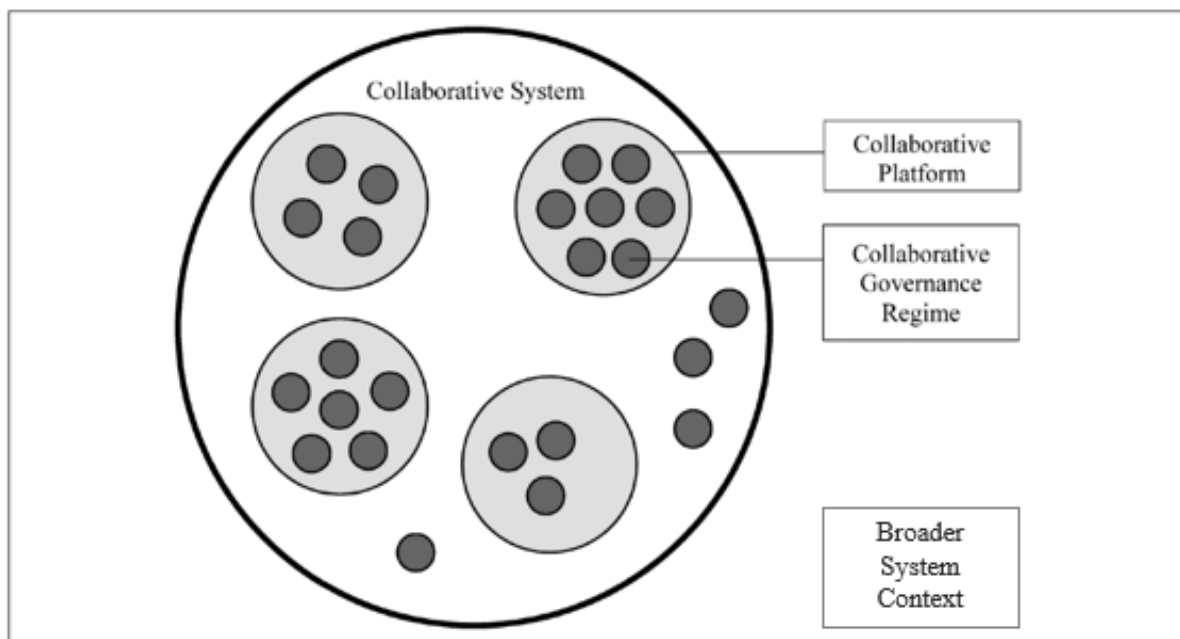 Collaborative System
Collaborative
Platform
Collaborative
Governance
Regime
Broader
System
Context